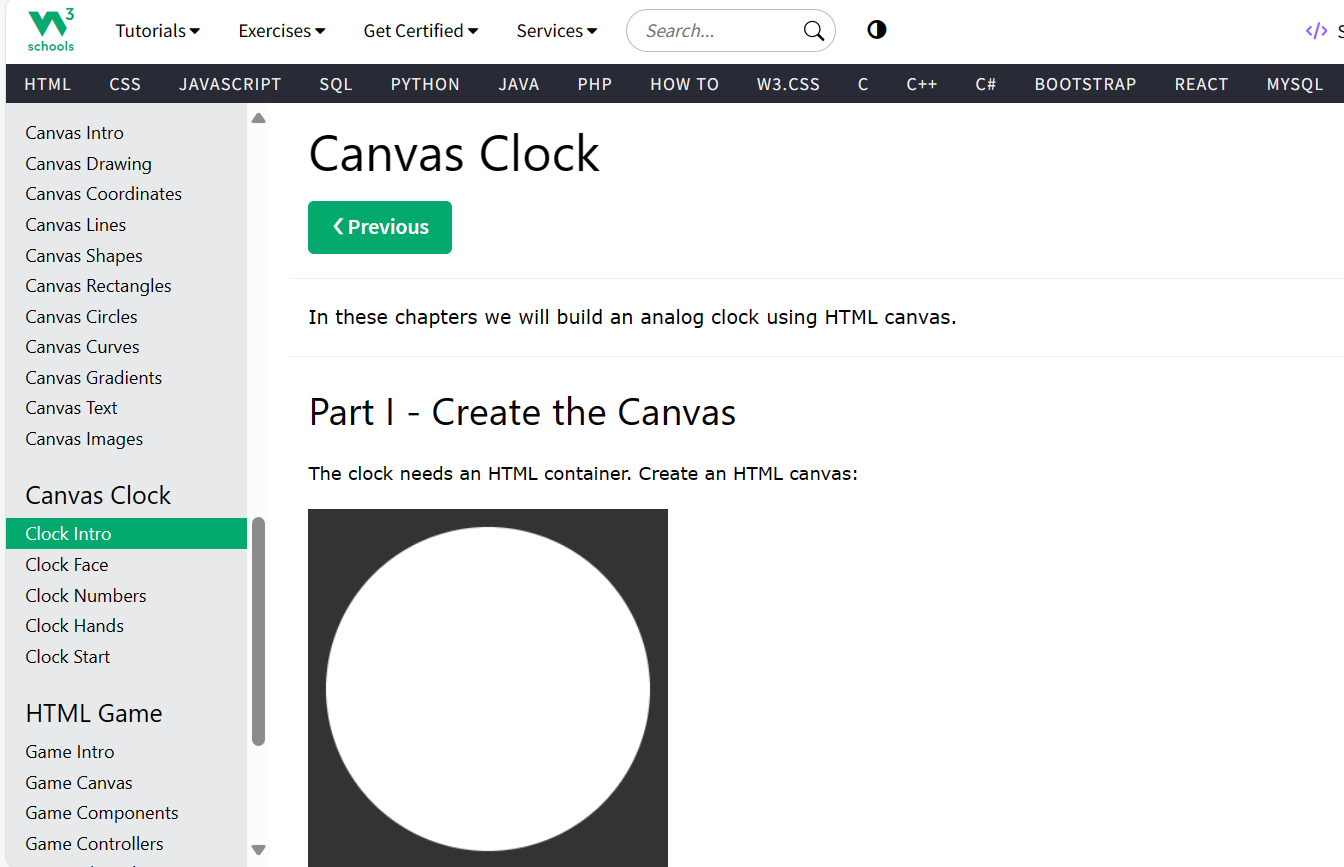 W3
schools
Tutorials
Exercises
Get Certified
Services
Search...
</>
HTML
CSS
JAVASCRIPT
SQL
PYTHON
JAVA
PHP
HOW TO
W3.CSS
C
C++
C#
BOOTSTRAP
REACT
MYSQL
Canvas Intro
Canvas Drawing
Canvas Coordinates
Canvas Lines
Canvas Shapes
Canvas Rectangles
Canvas Circles
Canvas Curves
Canvas Gradients
Canvas Text
Canvas Images
Canvas Clock
Clock Intro
Clock Face
Clock Numbers
Clock Hands
Clock Start
HTML Game
Game Intro
Game Canvas
Game Components
Game Controllers
Canvas Clock
❮ Previous
In these chapters we will build an analog clock using HTML canvas.
Part I - Create the Canvas
The clock needs an HTML container. Create an HTML canvas: